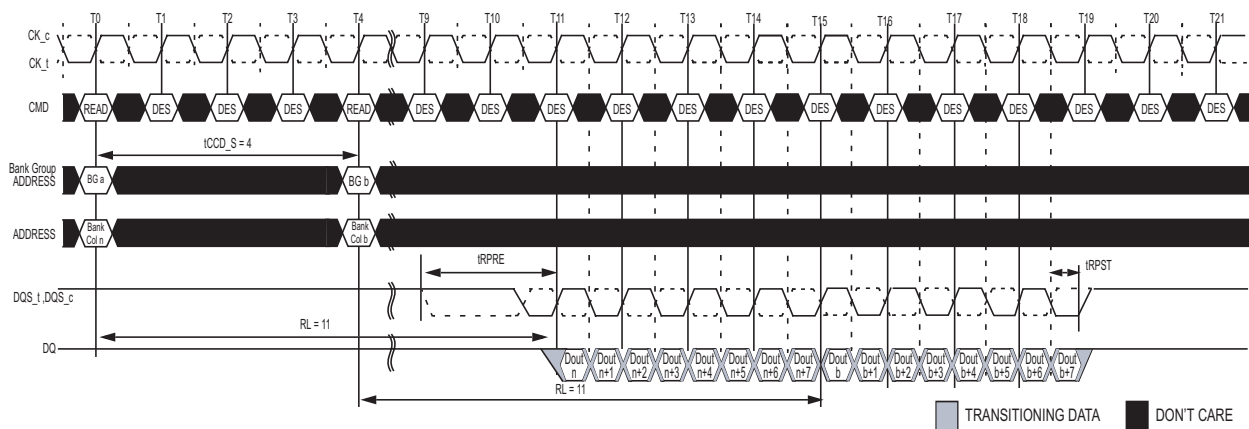 T0 T1 T2 T3 T4 T9 T10 T11 T12 T13 T14 T15 T16 T17 T18 T19 T20 T21
CK_c
CK_t
CMD READ DES DES DES READ DES DES DES DES DES DES DES DES DES DES DES DES DES
tCCD_S = 4
Bank Group
ADDRESS BG a BG b
ADDRESS Bank Col n Bank Col b
tRPRE tRPST
DQS_t ,DQS_c
RL = 11
DQ Dout n Dout n+1 Dout n+2 Dout n+3 Dout n+4 Dout n+5 Dout n+6 Dout n+7 Dout b Dout b+1 Dout b+2 Dout b+3 Dout b+4 Dout b+5 Dout b+6 Dout b+7
RL = 11
TRANSITIONING DATA DON'T CARE